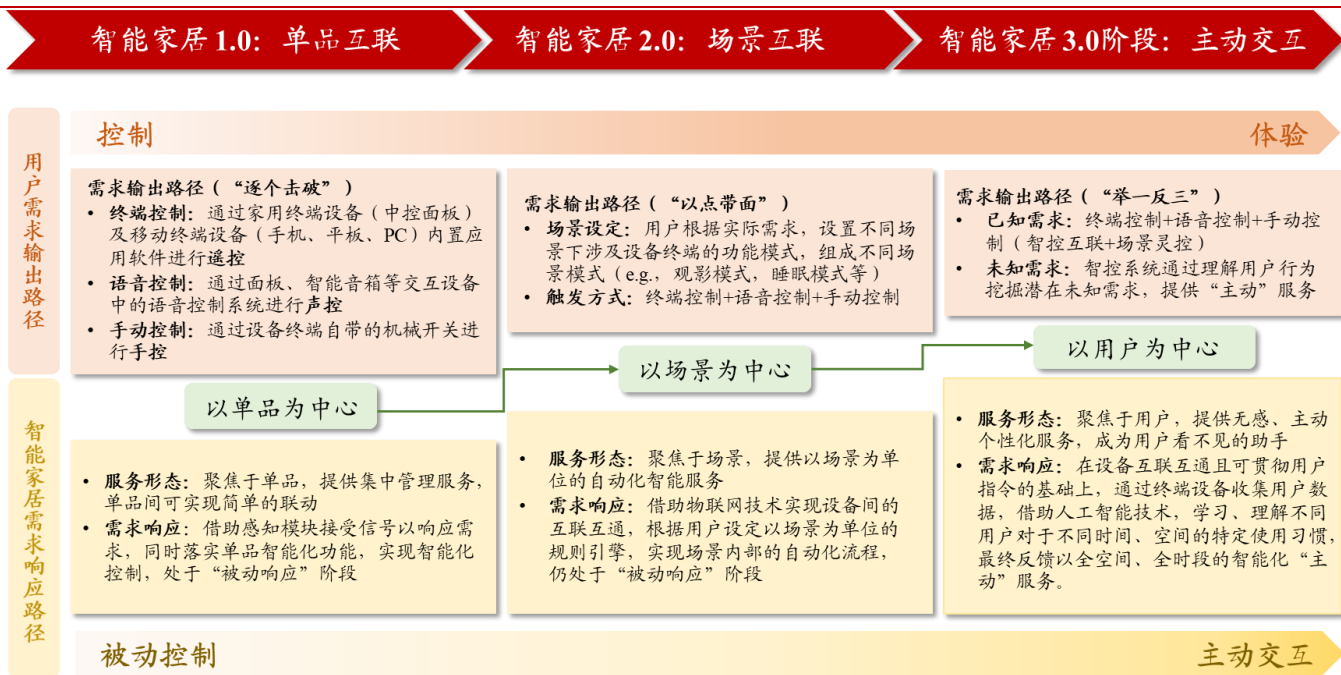 智能家居1.0：单品互联
智能家居2.0：场景互联
智能家居3.0阶段：主动交互
用户需求输出路径
控制
体验
需求输出路径（“逐个击破”）
• 终端控制：通过家用终端设备（中控面板）
及移动终端设备（手机、平板、PC）内置应
用软件进行遥控
• 语音控制：通过面板、智能音箱等交互设备
中的语音控制系统进行声控
• 手动控制：通过设备终端自带的机械开关进
行手控
需求输出路径（“以点带面”）
• 场景设定：用户根据实际需求，设置不同场
景下涉及设备终端的功能模式，组成不同场
景模式（e.g.，观影模式，睡眠模式等）
• 触发方式：终端控制+语音控制+手动控制
需求输出路径（“举一反三”）
• 已知需求：终端控制+语音控制+手动控
制（智控互联+场景灵控）
• 未知需求：智控系统通过理解用户行为
挖掘潜在未知需求，提供“主动”服务
以单品为中心
以场景为中心
以用户为中心
智能家居需求响应路径
• 服务形态：聚焦于单品，提供集中管理服务，
单品间可实现简单的联动
• 需求响应：借助感知模块接受信号以响应需
求，同时落实单品智能化功能，实现智能化
控制，处于“被动响应”阶段
• 服务形态：聚焦于场景，提供以场景为单
位的自动化智能服务
• 需求响应：借助物联网技术实现设备间的
互联互通，根据用户设定以场景为单位的
规则引擎，实现场景内部的自动化流程，
仍处于“被动响应”阶段
• 服务形态：聚焦于用户，提供无感、主动
个性化服务，成为用户看不见的助手
• 需求响应：在设备互联互通且可贯彻用户
指令的基础上，通过终端设备收集用户数
据，借助人工智能技术，学习、理解不同
用户对于不同时间、空间的特定使用习惯，
最终反馈以全空间、全时段的智能化“主
动”服务。
被动控制
主动交互